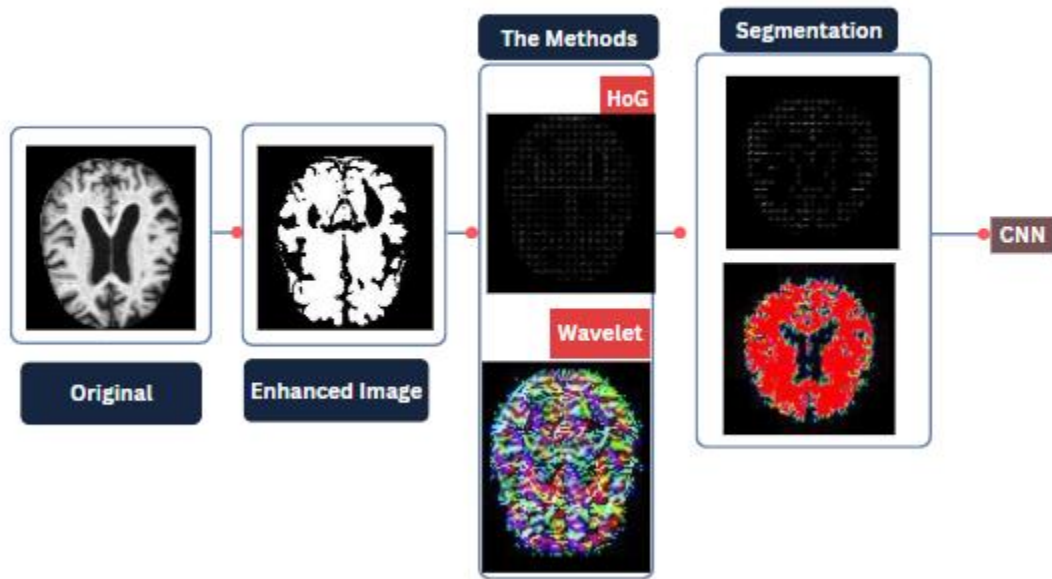 The Methods
Segmentation
HoG
CNN
Wavelet
Original
Enhanced Image